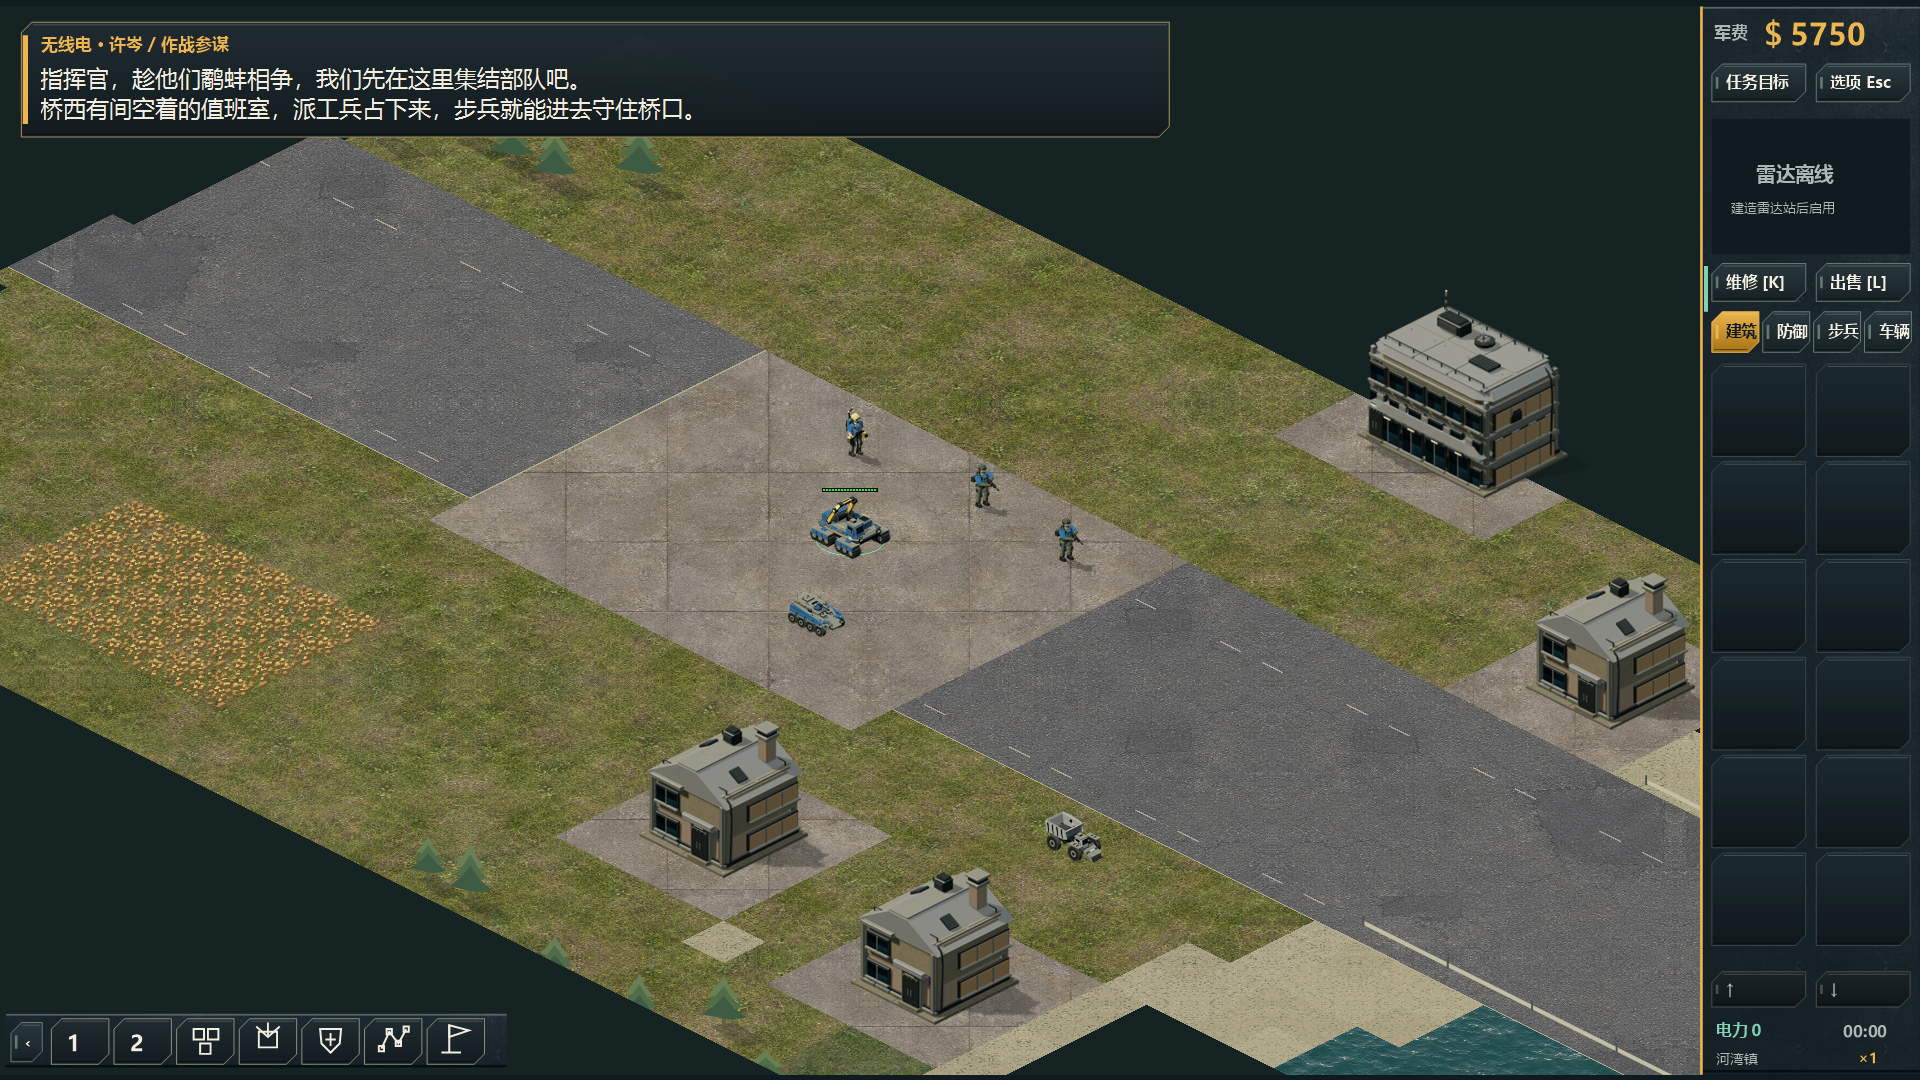 无线电 • 许岑 / 作战参谋
指挥官，趁他们鹬蚌相争，我们先在这里集结部队吧。
桥西有间空着的值班室，派工兵占下来，步兵就能进去守住桥口。
军费 $ 5750
任务目标
选项 Esc
雷达离线
建造雷达站后启用
维修 [K]
出售 [L]
建筑
防御
步兵
车辆
↑
↓
电力 0
00:00
河湾镇
×1
‹
1
2